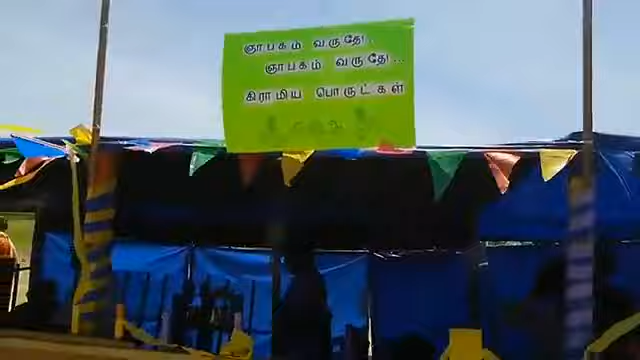 ஞாபகம் வருதே!..
ஞாபகம் வருதே!...
கிராமிய பொருட்கள்